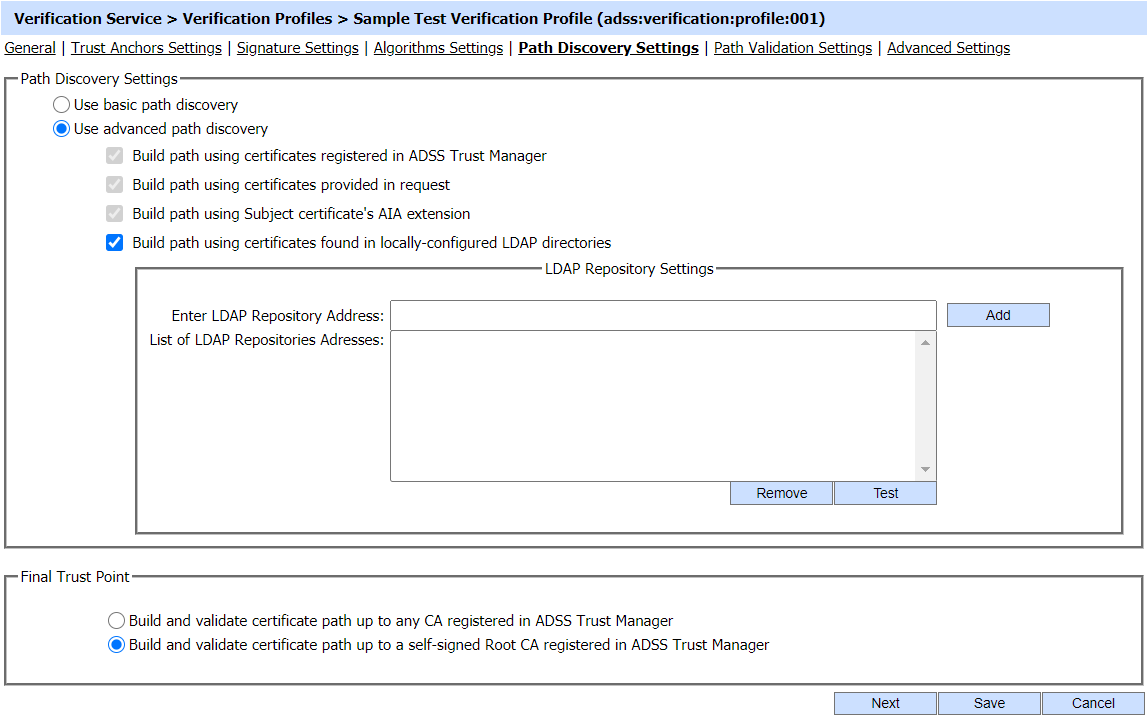 Verification Service > Verification Profiles > Sample Test Verification Profile (adss:verification:profile:001)
General | Trust Anchors Settings | Signature Settings | Algorithms Settings | Path Discovery Settings | Path Validation Settings | Advanced Settings
Path Discovery Settings
Use basic path discovery
Use advanced path discovery
Build path using certificates registered in ADSS Trust Manager
Build path using certificates provided in request
Build path using Subject certificate's AIA extension
Build path using certificates found in locally-configured LDAP directories
LDAP Repository Settings
Enter LDAP Repository Address: Add
List of LDAP Repositories Adresses:
Remove Test
Final Trust Point
Build and validate certificate path up to any CA registered in ADSS Trust Manager
Build and validate certificate path up to a self-signed Root CA registered in ADSS Trust Manager
Next Save Cancel